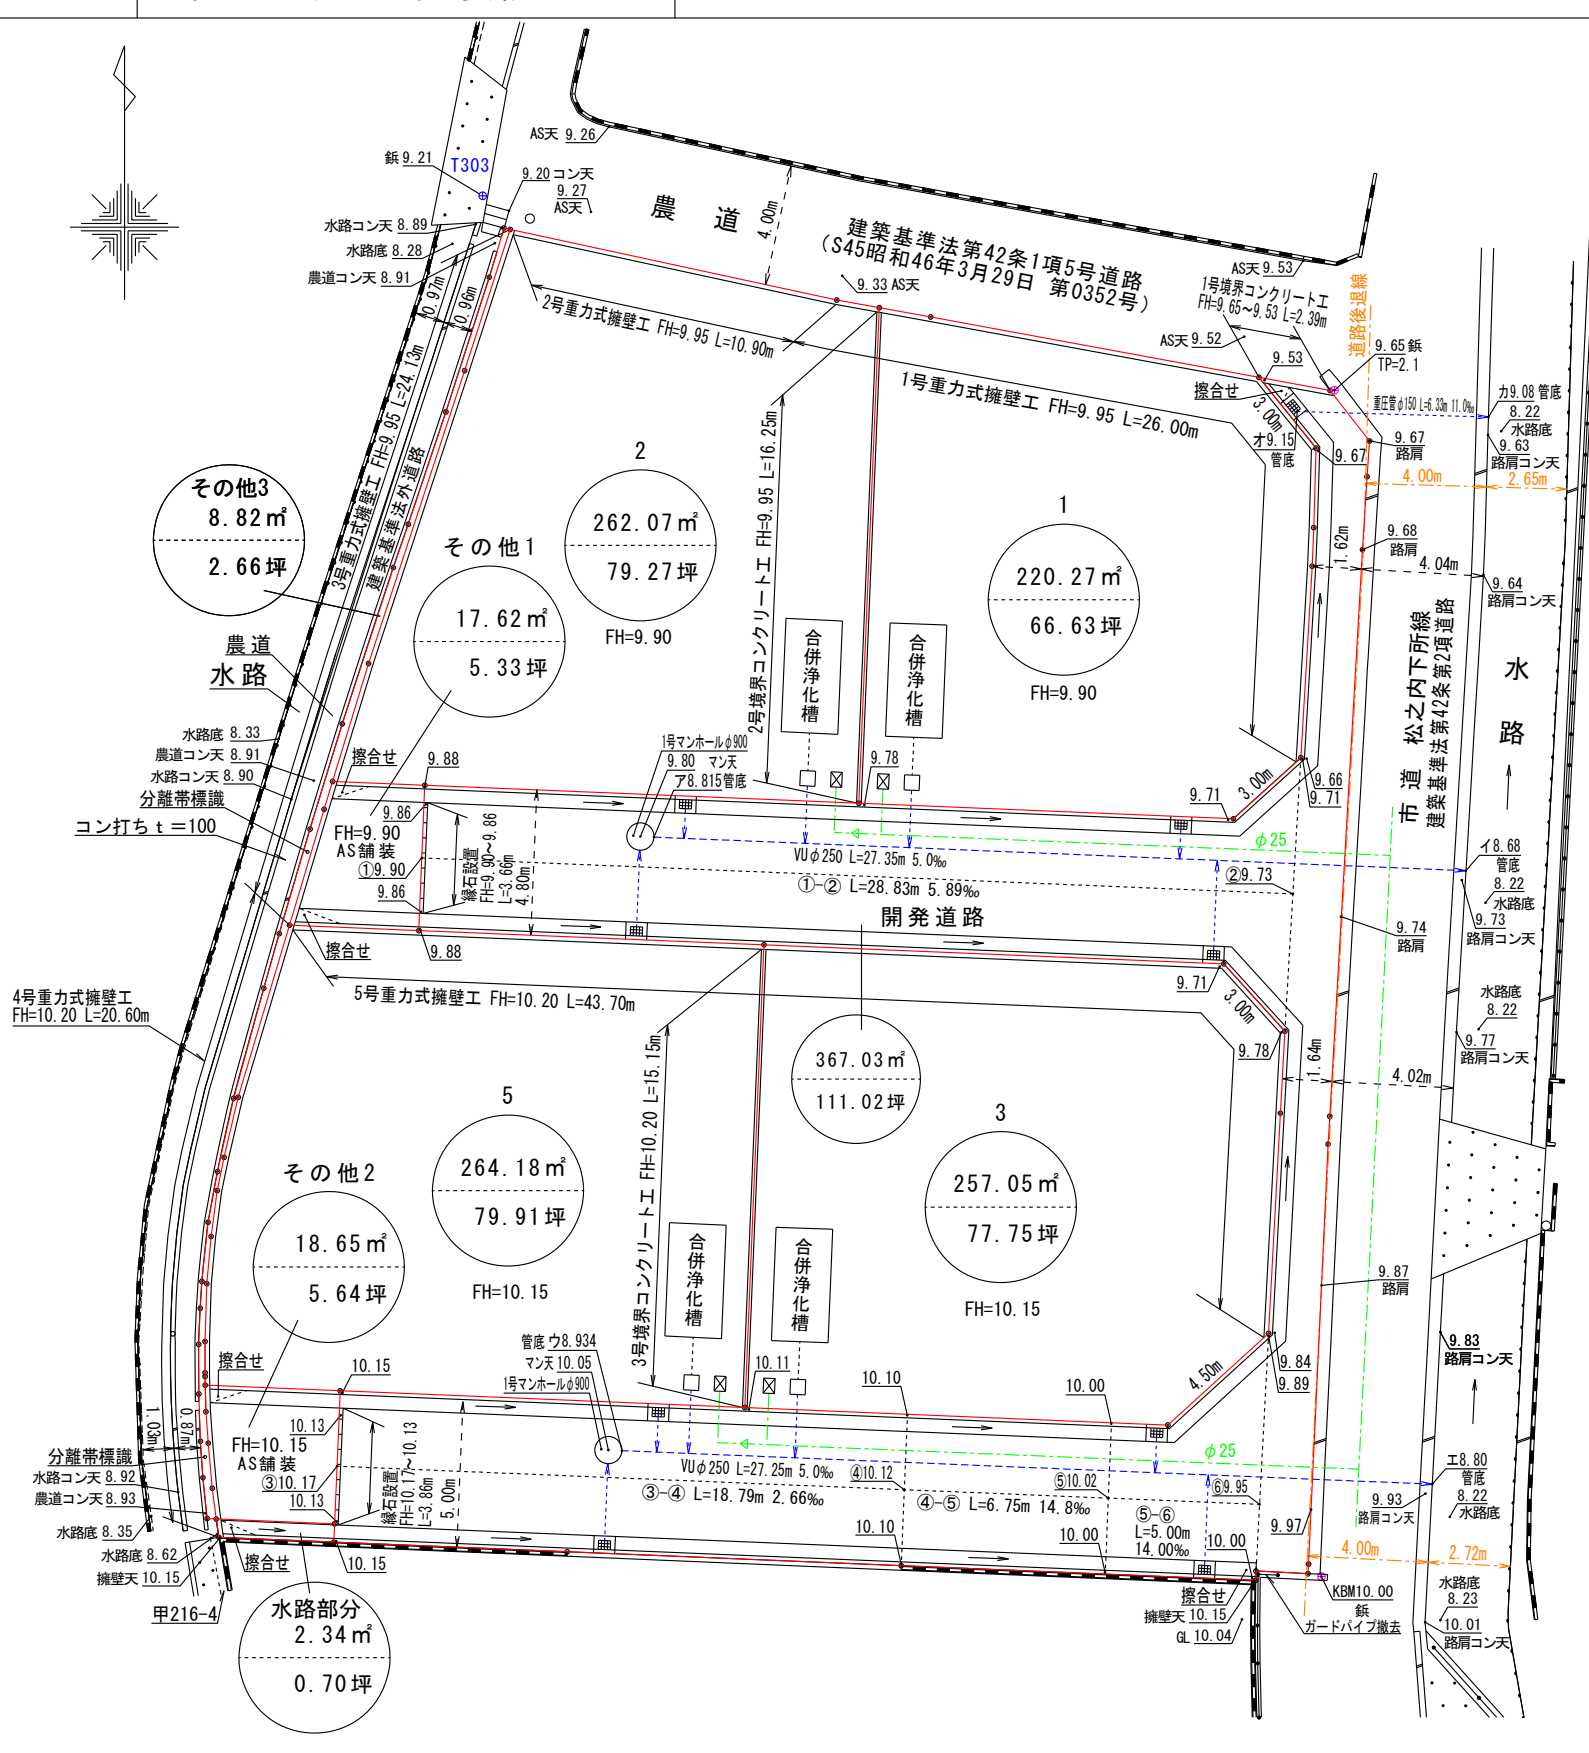 AS天 9.26
鋲 9.21
T303
9.20 コン天
9.27
AS天
農道
4.00m
建築基準法第42条1項5号道路
(S45昭和46年3月29日 第0352号)
水路コン天 8.89
水路底 8.28
農道コン天 8.91
0.97m
0.96m
9.33 AS天
AS天 9.53
1号境界コンクリート工
FH=9.65～9.53 L=2.39m
道路後退線
AS天 9.52
9.53
9.65 鋲
TP=2.1
2号重力式擁壁工 FH=9.95 L=10.90m
1号重力式擁壁工 FH=9.95 L=26.00m
擦合せ
3.00m
重圧管φ150 L=6.33m 11.0‰
カ9.08 管底
8.22
水路底
オ9.15
管底
9.67
9.67
路肩
9.63
路肩コン天
4.00m
2.65m
3号重力式擁壁工 FH=9.95 L=24.13m
建築基準法外道路
その他3
8.82㎡
2.66坪
2
262.07㎡
79.27坪
FH=9.90
その他1
17.62㎡
5.33坪
2号境界コンクリート工 FH=9.95 L=16.25m
1
220.27㎡
66.63坪
FH=9.90
合併浄化槽
合併浄化槽
1.62m
9.68
路肩
4.04m
9.64
路肩コン天
農道
水路
市道 松之内下所線
建築基準法第42条第2項道路
水路
水路底 8.33
農道コン天 8.91
水路コン天 8.90
分離帯標識
コン打ちｔ=100
擦合せ
9.88
1号マンホールφ900
9.80 マン天
ア8.815管底
9.78
9.71
3.00m
9.66
9.71
9.86
FH=9.90
AS舗装
①9.90
9.86
縁石設置
FH=9.90～9.86
L=3.66m
4.80m
VUφ250 L=27.35m 5.0‰
φ25
①-② L=28.83m 5.89‰
②9.73
開発道路
イ8.68
管底
8.22
水路底
9.73
路肩コン天
9.74
路肩
擦合せ
9.88
9.71
5号重力式擁壁工 FH=10.20 L=43.70m
3.00m
4号重力式擁壁工
FH=10.20 L=20.60m
水路底
8.22
9.77
路肩コン天
9.78
1.64m
4.02m
367.03㎡
111.02坪
5
264.18㎡
79.91坪
FH=10.15
3号境界コンクリート工 FH=10.20 L=15.15m
3
257.05㎡
77.75坪
FH=10.15
その他2
18.65㎡
5.64坪
合併浄化槽
合併浄化槽
9.87
路肩
9.83
路肩コン天
管底 ウ8.934
マン天 10.05
1号マンホールφ900
擦合せ
10.15
10.11
10.10
10.00
4.50m
9.84
9.89
1.03m
0.87m
10.13
FH=10.15
AS舗装
③10.17
10.13
縁石設置
FH=10.17～10.13
L=3.86m
5.00m
VUφ250 L=27.25m 5.0‰
φ25
③-④ L=18.79m 2.66‰
④10.12
④-⑤ L=6.75m 14.8‰
⑤10.02
⑤-⑥
L=5.00m
14.00‰
⑥9.95
分離帯標識
水路コン天 8.92
農道コン天 8.93
水路底 8.35
水路底 8.62
擁壁天 10.15
擦合せ
10.15
10.10
10.00
10.00
9.97
エ8.80
管底
8.22
水路底
9.93
路肩コン天
4.00m
2.72m
甲216-4
水路部分
2.34㎡
0.70坪
擦合せ
擁壁天 10.15
GL 10.04
KBM10.00
鋲
ガードパイプ撤去
水路底
8.23
10.01
路肩コン天